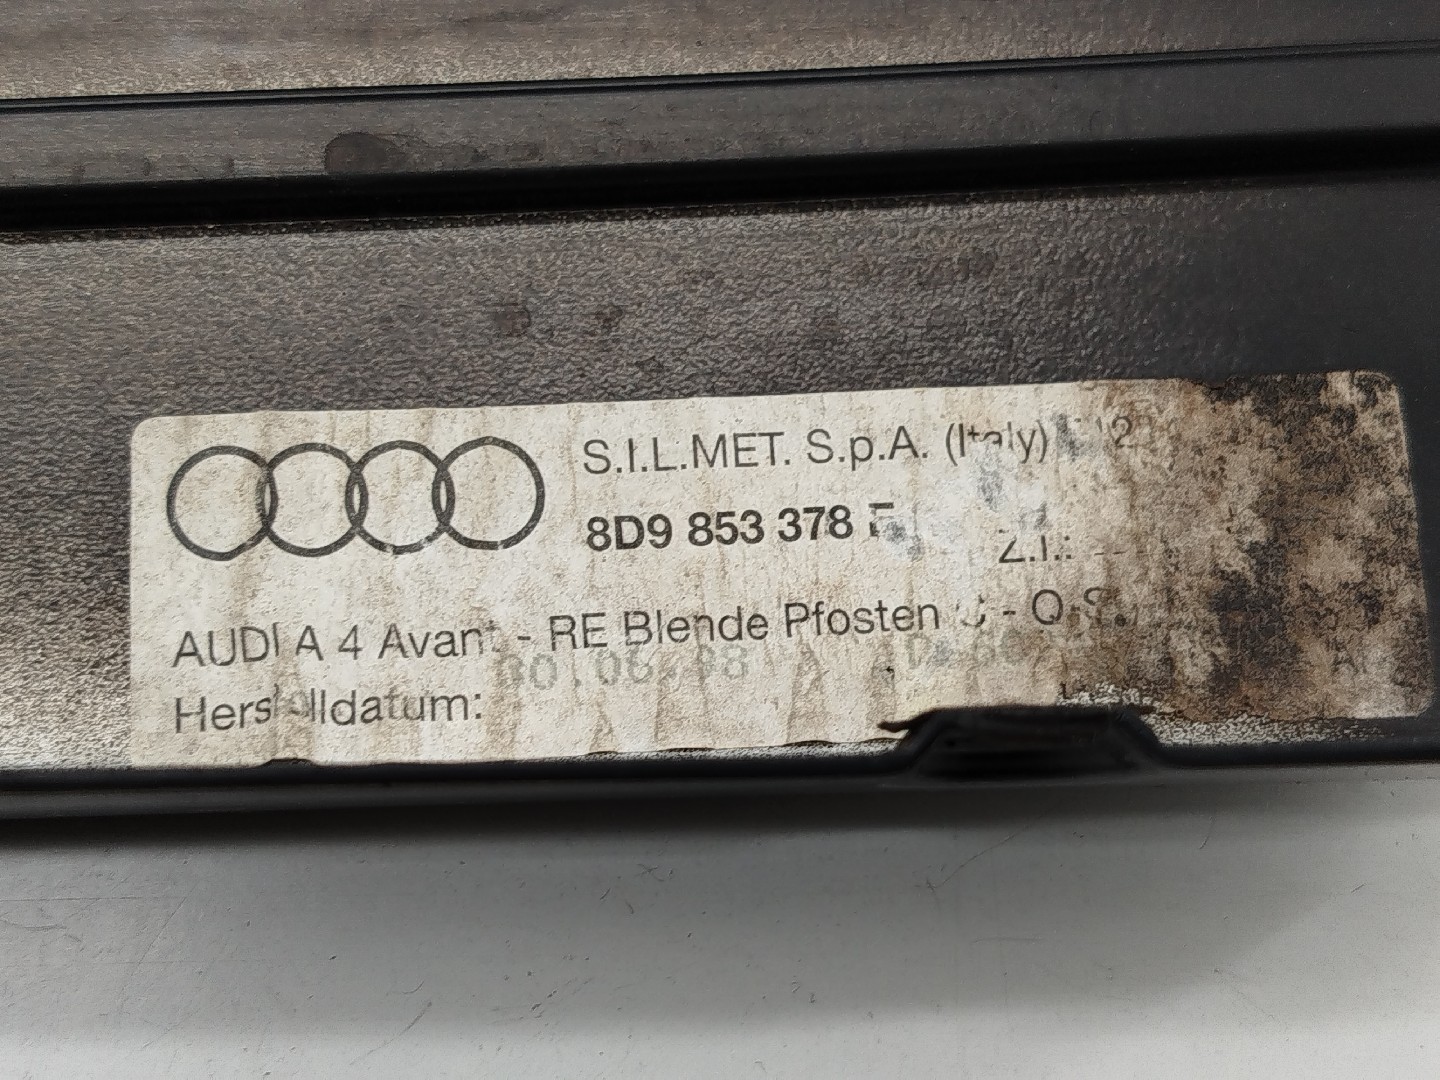 S.I.L.MET. S.p.A. (Italy)
8D9 853 378 Z.I.:
AUDI A 4 Avant - RE Blende Pfosten - Q.S.
Herstelldatum: